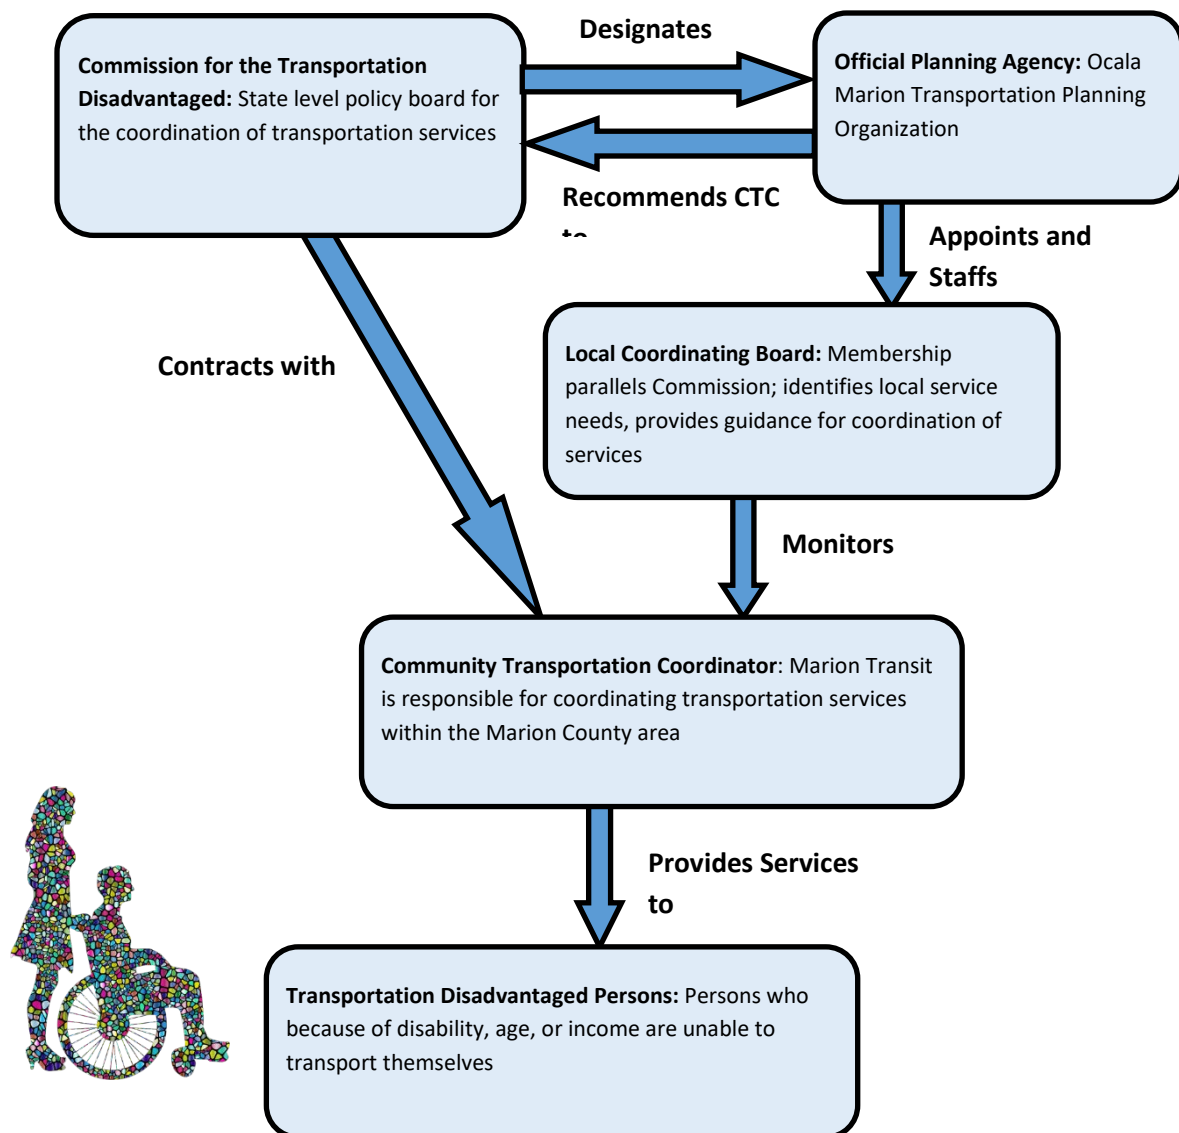 Designates
Commission for the Transportation
Disadvantaged: State level policy board for
the coordination of transportation services
Official Planning Agency: Ocala
Marion Transportation Planning
Organization
Recommends CTC
to
Appoints and
Staffs
Contracts with
Local Coordinating Board: Membership
parallels Commission; identifies local service
needs, provides guidance for coordination of
services
Monitors
Community Transportation Coordinator: Marion Transit
is responsible for coordinating transportation services
within the Marion County area
Provides Services
to
Transportation Disadvantaged Persons: Persons who
because of disability, age, or income are unable to
transport themselves